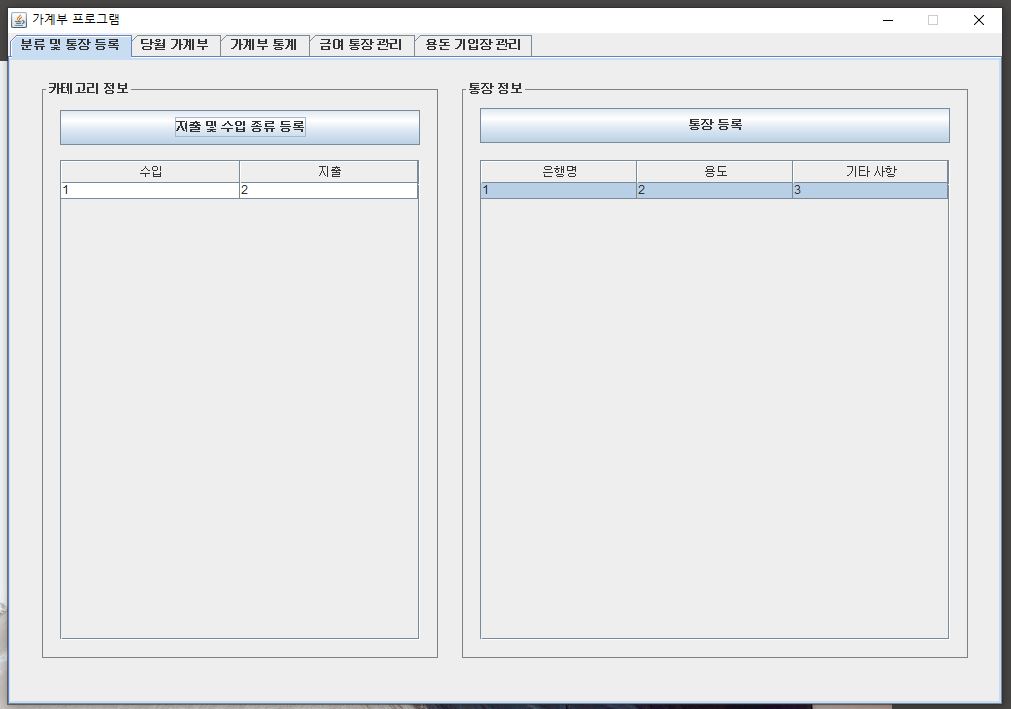 가계부 프로그램
분류 및 통장 등록 당월 가계부 가계부 통계 급여 통장 관리 용돈 기입장 관리
카테고리 정보
지출 및 수입 종류 등록
수입 지출
1 2
통장 정보
통장 등록
은행명 용도 기타 사항
1 2 3